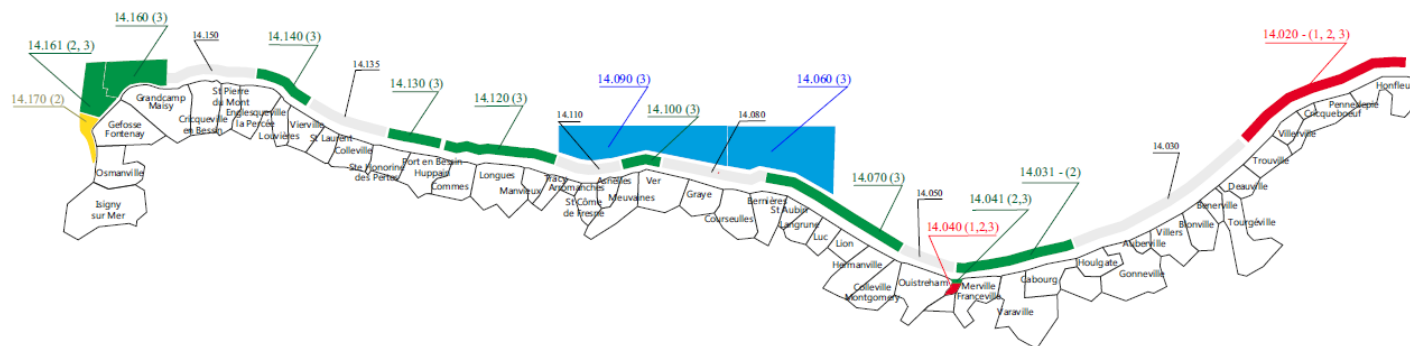 14.160 (3)
14.161 (2, 3)
14.170 (2)
14.150
14.140 (3)
14.135
14.130 (3)
14.120 (3)
14.110
14.090 (3)
14.100 (3)
14.080
14.060 (3)
14.070 (3)
14.050
14.040 (1,2,3)
14.041 (2,3)
14.031 - (2)
14.030
14.020 - (1, 2, 3)
Isigny
sur Mer
Osmanville
Gefosse
Fontenay
Grandcamp
Maisy
Cricqueville
en Bessin
St Pierre
du Mont
Englesqueville
la Percée
Louvières
Vierville
St Laurent
Colleville
Ste Honorine
des Pertes
Port en Bessin
Huppain
Commes
Longues
Manvieux
Tracy
Arromanches
St Côme
de Fresne
Asnelles
Meuvaines
Ver
Graye
Courseulles
Bernières
St Aubin
Langrune
Luc
Lion
Hermanville
Colleville
Montgomery
Ouistreham
Merville
Franceville
Varaville
Cabourg
Houlgate
Gonneville
Auberville
Villers
Blonville
Benerville
Tourgéville
Deauville
Trouville
Villerville
Cricqueboeuf
Pennedepie
Honfleur